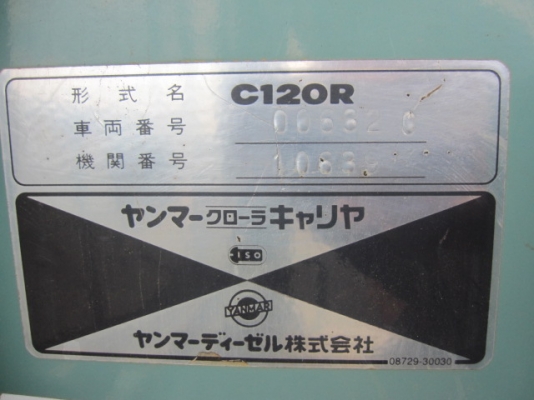 形式名 C120R
車両番号
機関番号
ヤンマークローラキャリヤ
ISO
YANMAR
ヤンマーディーゼル株式会社
08729-30030